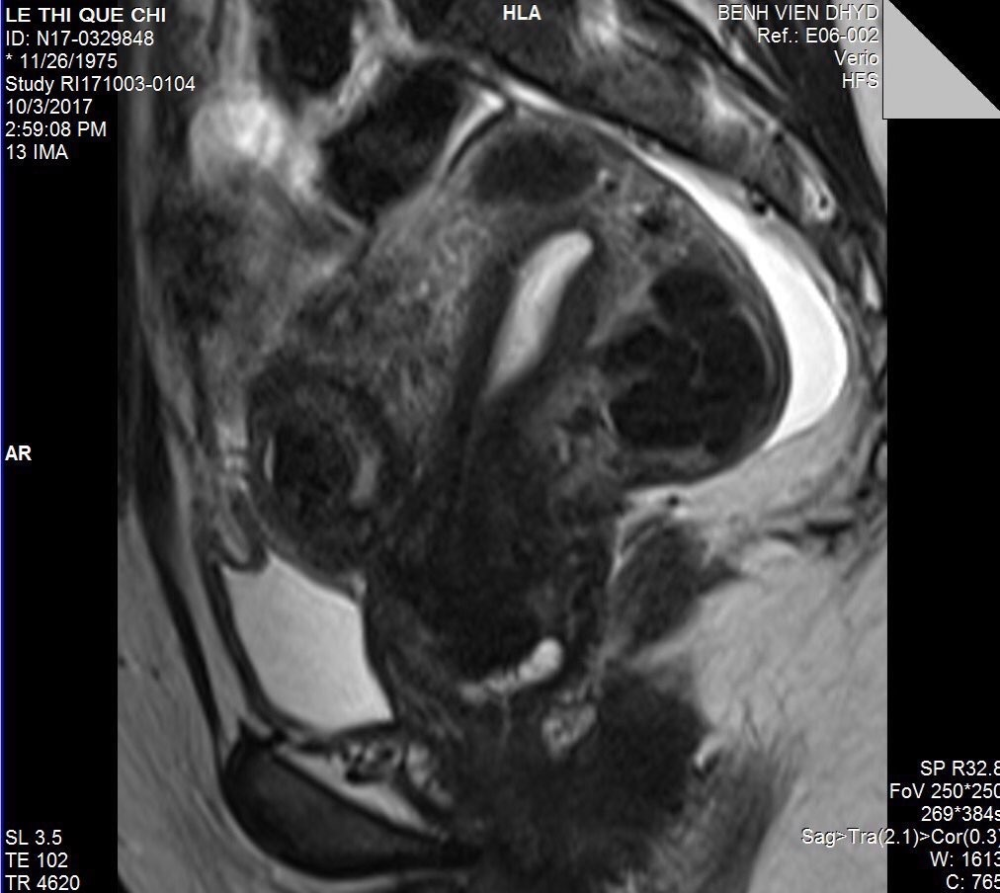 LE THI QUE CHI
ID: N17-0329848
* 11/26/1975
Study RI171003-0104
10/3/2017
2:59:08 PM
13 IMA
HLA
BENH VIEN DHYD
Ref.: E06-002
Verio
HFS
AR
SL 3.5
TE 102
TR 4620
SP R32.8
FoV 250*250
269*384s
Sag>Tra(2.1)>Cor(0.3)
W: 1613
C: 765